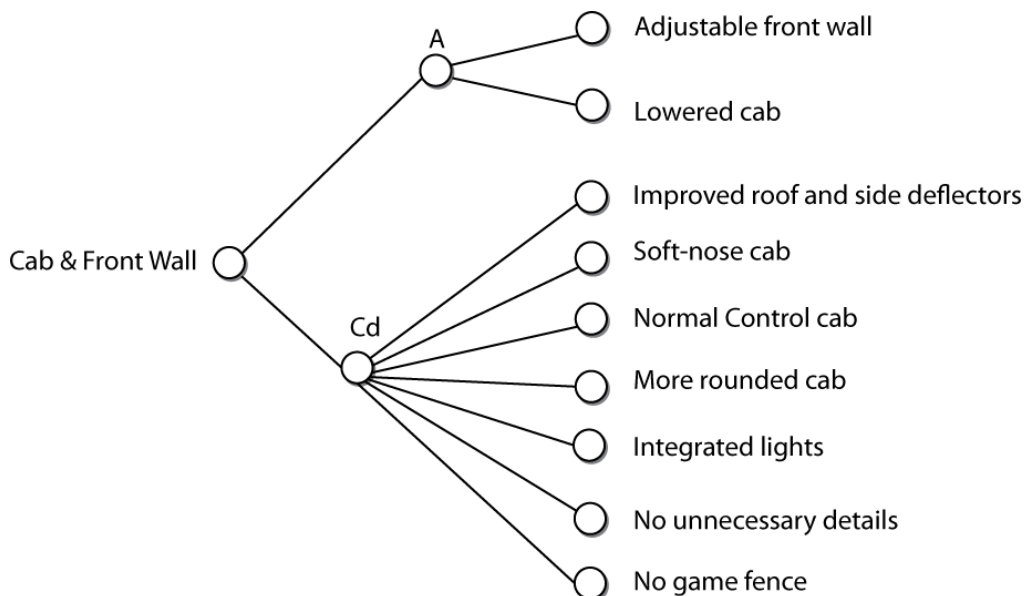 A
Adjustable front wall
Lowered cab
Improved roof and side deflectors
Soft-nose cab
Cab & Front Wall
Normal Control cab
Cd
More rounded cab
Integrated lights
No unnecessary details
No game fence